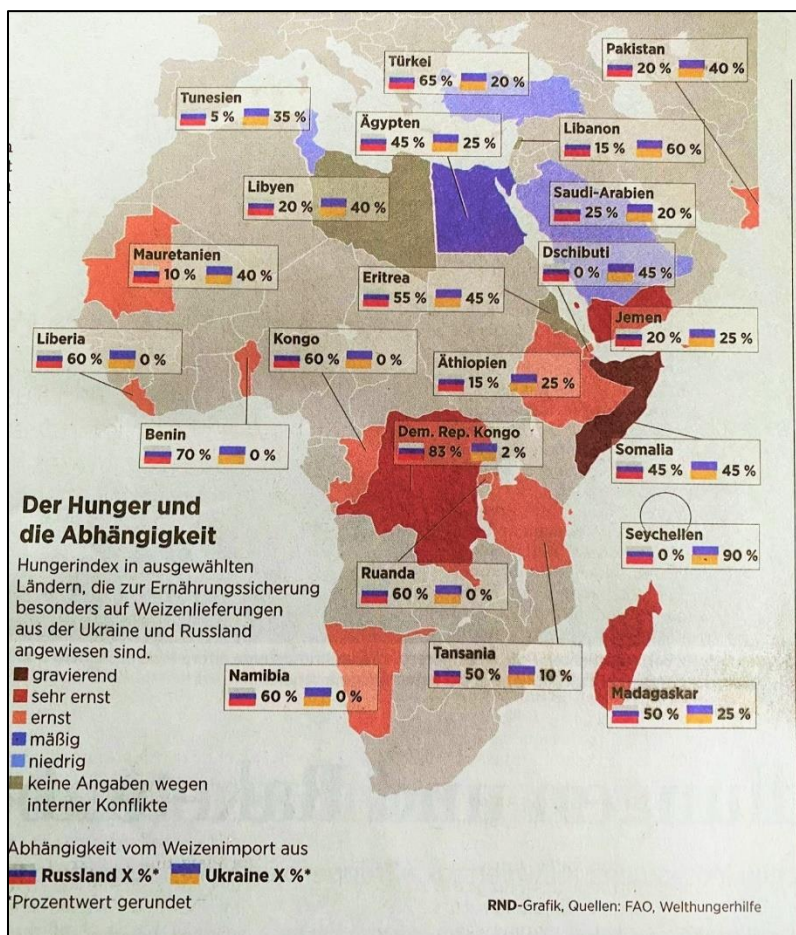 Pakistan
20 % 40 %
Türkei
65 % 20 %
Tunesien
5 % 35 %
Ägypten
45 % 25 %
Libanon
15 % 60 %
Libyen
20 % 40 %
Saudi-Arabien
25 % 20 %
Mauretanien
10 % 40 %
Dschibuti
0 % 45 %
Eritrea
55 % 45 %
Jemen
20 % 25 %
Liberia
60 % 0 %
Kongo
60 % 0 %
Äthiopien
15 % 25 %
Benin
70 % 0 %
Dem. Rep. Kongo
83 % 2 %
Somalia
45 % 45 %
Seychellen
0 % 90 %
Ruanda
60 % 0 %
Tansania
50 % 10 %
Namibia
60 % 0 %
Madagaskar
50 % 25 %
Der Hunger und
die Abhängigkeit
Hungerindex in ausgewählten
Ländern, die zur Ernährungssicherung
besonders auf Weizenlieferungen
aus der Ukraine und Russland
angewiesen sind.
gravierend
sehr ernst
ernst
mäßig
niedrig
keine Angaben wegen
interner Konflikte
Abhängigkeit vom Weizenimport aus
Russland X %* Ukraine X %*
*Prozentwert gerundet
RND-Grafik, Quellen: FAO, Welthungerhilfe